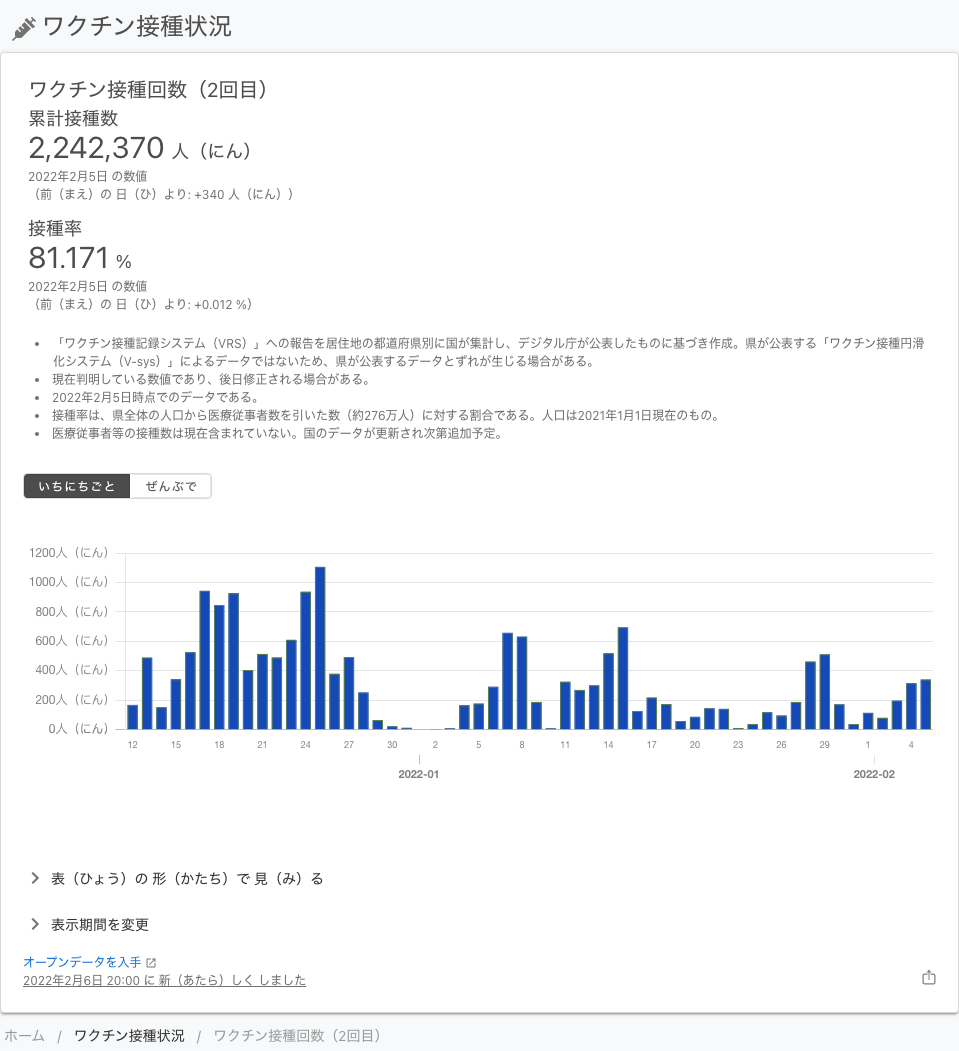 ワクチン接種状況
ワクチン接種回数（2回目）
累計接種数
2,242,370 人（にん）
2022年2月5日 の数値
（前（まえ）の 日（ひ）より: +340 人（にん））
接種率
81.171 %
2022年2月5日 の数値
（前（まえ）の 日（ひ）より: +0.012 %）
• 「ワクチン接種記録システム（VRS）」への報告を居住地の都道府県別に国が集計し、デジタル庁が公表したものに基づき作成。県が公表する「ワクチン接種円滑
化システム（V-sys）」によるデータではないため、県が公表するデータとずれが生じる場合がある。
• 現在判明している数値であり、後日修正される場合がある。
• 2022年2月5日時点でのデータである。
• 接種率は、県全体の人口から医療従事者数を引いた数（約276万人）に対する割合である。人口は2021年1月1日現在のもの。
• 医療従事者等の接種数は現在含まれていない。国のデータが更新され次第追加予定。
いちにちごと ぜんぶで
1200人（にん）
1000人（にん）
800人（にん）
600人（にん）
400人（にん）
200人（にん）
0人（にん）
12 15 18 21 24 27 30 2 5 8 11 14 17 20 23 26 29 1 4
2022-01 2022-02
表（ひょう）の 形（かたち）で 見（み）る
表示期間を変更
オープンデータを入手
2022年2月6日 20:00 に 新（あたら）しく しました
ホーム / ワクチン接種状況 / ワクチン接種回数（2回目）